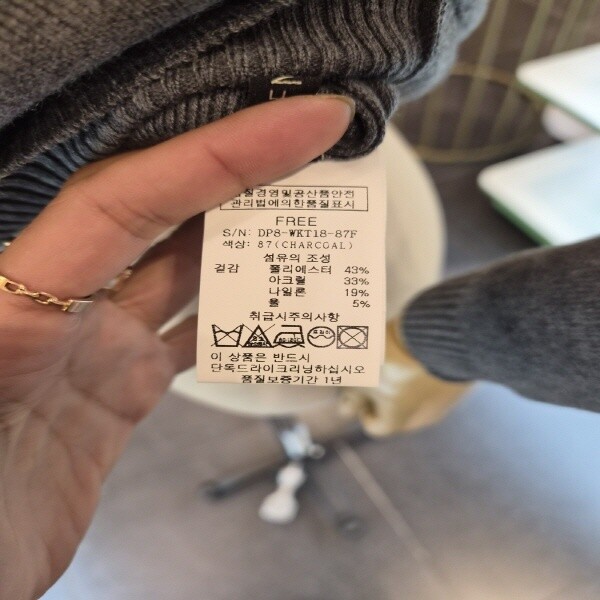 품질경영및공산품안전
관리법에의한품질표시
FREE
S/N: DP8-WKT18-87F
색상: 87(CHARCOAL)
섬유의 조성
겉감 폴리에스터 43%
아크릴 33%
나일론 19%
울 5%
취급시주의사항
이 상품은 반드시
단독드라이크리닝하십시오
품질보증기간 1년